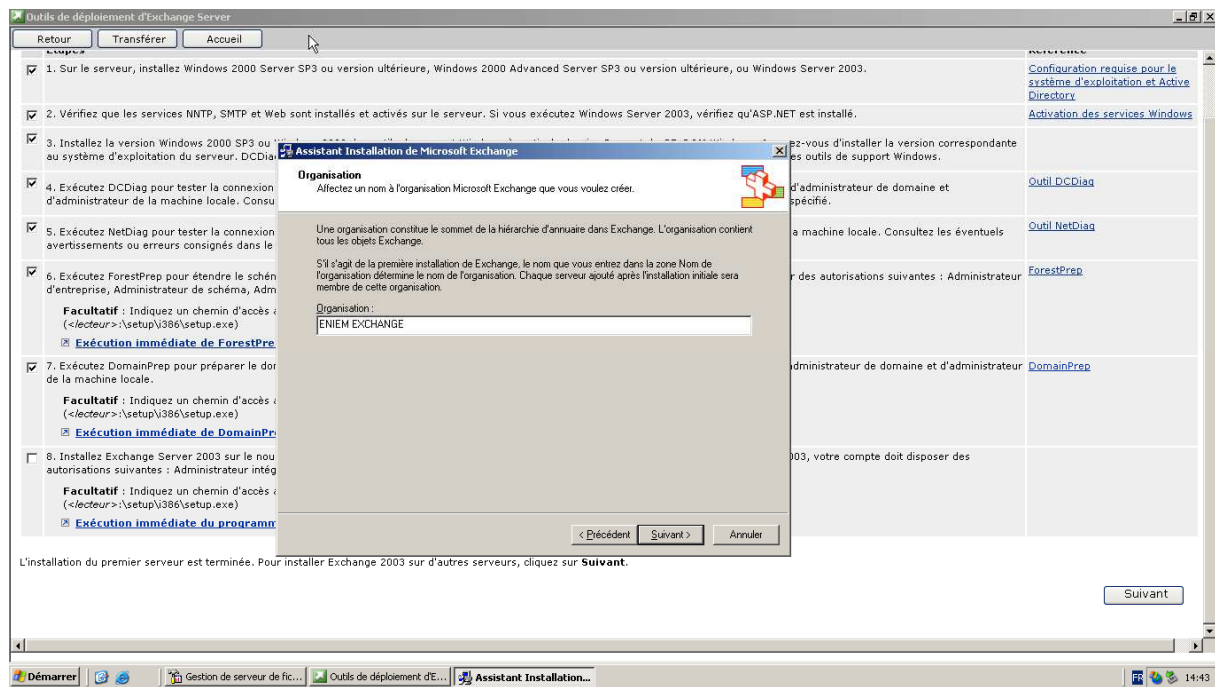 Outils de déploiement d'Exchange Server
Retour Transférer Accueil
Etapes Référence
1. Sur le serveur, installez Windows 2000 Server SP3 ou version ultérieure, Windows 2000 Advanced Server SP3 ou version ultérieure, ou Windows Server 2003.
Configuration requise pour le
système d'exploitation et Active
Directory
2. Vérifiez que les services NNTP, SMTP et Web sont installés et activés sur le serveur. Si vous exécutez Windows Server 2003, vérifiez qu'ASP.NET est installé.
Activation des services Windows
3. Installez la version Windows 2000 SP3 ou
ez-vous d'installer la version correspondante
au système d'exploitation du serveur. DCDia
es outils de support Windows.
4. Exécutez DCDiag pour tester la connexion
d'administrateur de domaine et
Outil DCDiag
d'administrateur de la machine locale. Consu
spécifié.
5. Exécutez NetDiag pour tester la connexion
a machine locale. Consultez les éventuels
Outil NetDiag
avertissements ou erreurs consignés dans le
6. Exécutez ForestPrep pour étendre le schén
r des autorisations suivantes : Administrateur
ForestPrep
d'entreprise, Administrateur de schéma, Adm
Facultatif : Indiquez un chemin d'accès
(<lecteur>:\setup\i386\setup.exe)
Exécution immédiate de ForestPre
7. Exécutez DomainPrep pour préparer le dor
dministrateur de domaine et d'administrateur
DomainPrep
de la machine locale.
Facultatif : Indiquez un chemin d'accès
(<lecteur>:\setup\i386\setup.exe)
Exécution immédiate de DomainPr
8. Installez Exchange Server 2003 sur le nou
003, votre compte doit disposer des
autorisations suivantes : Administrateur intég
Facultatif : Indiquez un chemin d'accès
(<lecteur>:\setup\i386\setup.exe)
Exécution immédiate du programm
Assistant Installation de Microsoft Exchange
Organisation
Affectez un nom à l'organisation Microsoft Exchange que vous voulez créer.
Une organisation constitue le sommet de la hiérarchie d'annuaire dans Exchange. L'organisation contient
tous les objets Exchange.
S'il s'agit de la première installation de Exchange, le nom que vous entrez dans la zone Nom de
l'organisation détermine le nom de l'organisation. Chaque serveur ajouté après l'installation initiale sera
membre de cette organisation.
Organisation :
ENIEM EXCHANGE
< Précédent Suivant > Annuler
L'installation du premier serveur est terminée. Pour installer Exchange 2003 sur d'autres serveurs, cliquez sur Suivant.
Suivant
Démarrer Gestion de serveur de fic... Outils de déploiement d'E... Assistant Installation... FR 14:43